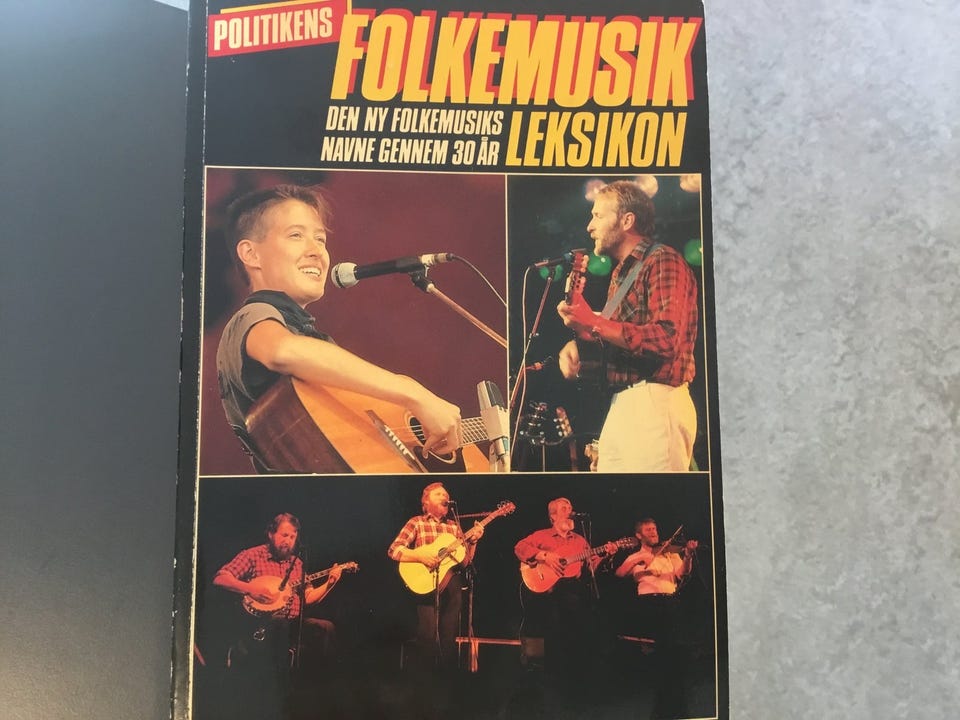 POLITIKENS
FOLKEMUSIK
DEN NY FOLKEMUSIKS
NAVNE GENNEM 30 ÅR
LEKSIKON